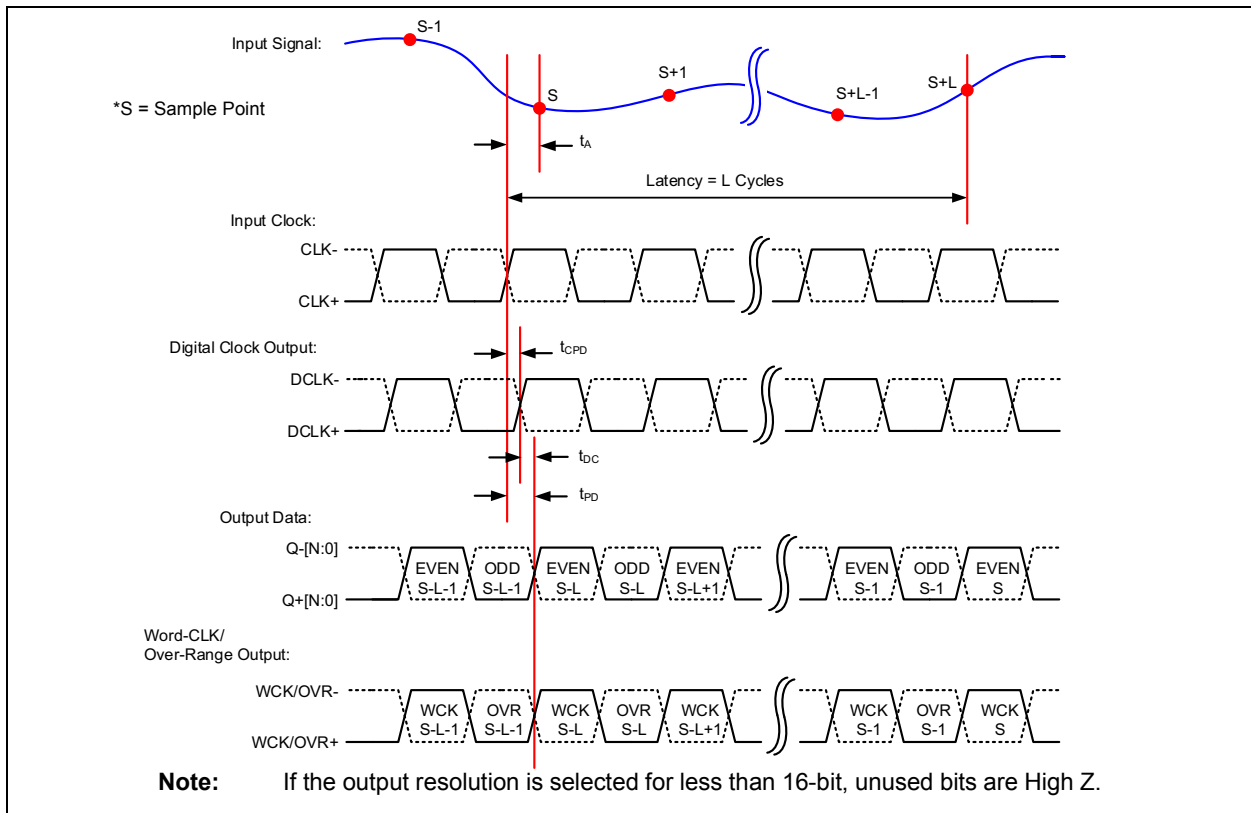 Input Signal:
S-1
*S = Sample Point
S
S+1
S+L-1
S+L
tA
Latency = L Cycles
Input Clock:
CLK-
CLK+
Digital Clock Output:
tCPD
DCLK-
DCLK+
tDC
tPD
Output Data:
Q-[N:0]
Q+[N:0]
EVEN ODD EVEN ODD EVEN EVEN ODD EVEN
S-L-1 S-L-1 S-L S-L S-L+1 S-1 S-1 S
Word-CLK/
Over-Range Output:
WCK/OVR-
WCK/OVR+
WCK OVR WCK OVR WCK WCK OVR WCK
S-L-1 S-L-1 S-L S-L S-L+1 S-1 S-1 S
Note: If the output resolution is selected for less than 16-bit, unused bits are High Z.